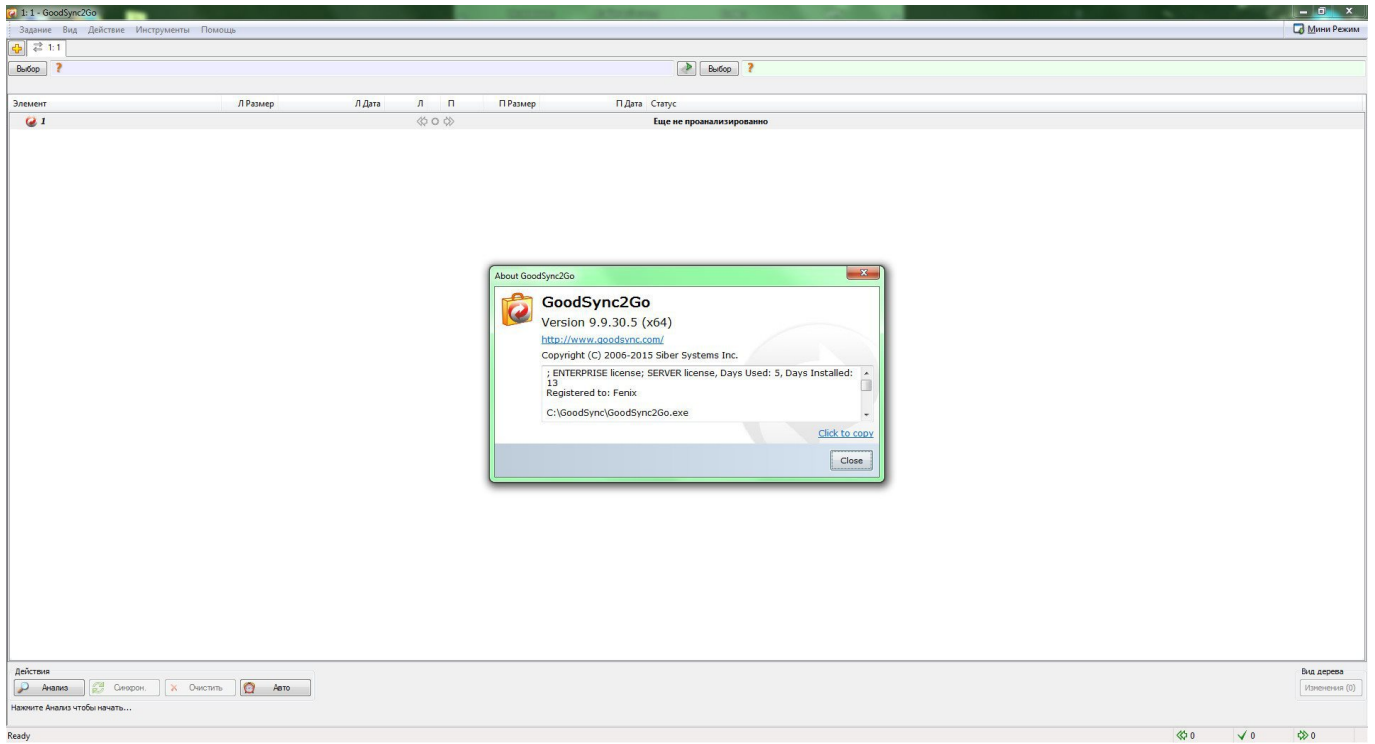 1: 1 - GoodSync2Go
Задание Вид Действие Инструменты Помощь
Мини Режим
1: 1
Выбор ? Выбор ?
Элемент Л Размер Л Дата Л П П Размер П Дата Статус
1 Еще не проанализированно
About GoodSync2Go
GoodSync2Go
Version 9.9.30.5 (x64)
http://www.goodsync.com/
Copyright (C) 2006-2015 Siber Systems Inc.
; ENTERPRISE license; SERVER license, Days Used: 5, Days Installed:
13
Registered to: Fenix
C:\GoodSync\GoodSync2Go.exe
Click to copy
Close
Действия Вид дерева
Анализ Синхрон. Очистить Авто Изменения (0)
Нажмите Анализ чтобы начать...
Ready 0 0 0